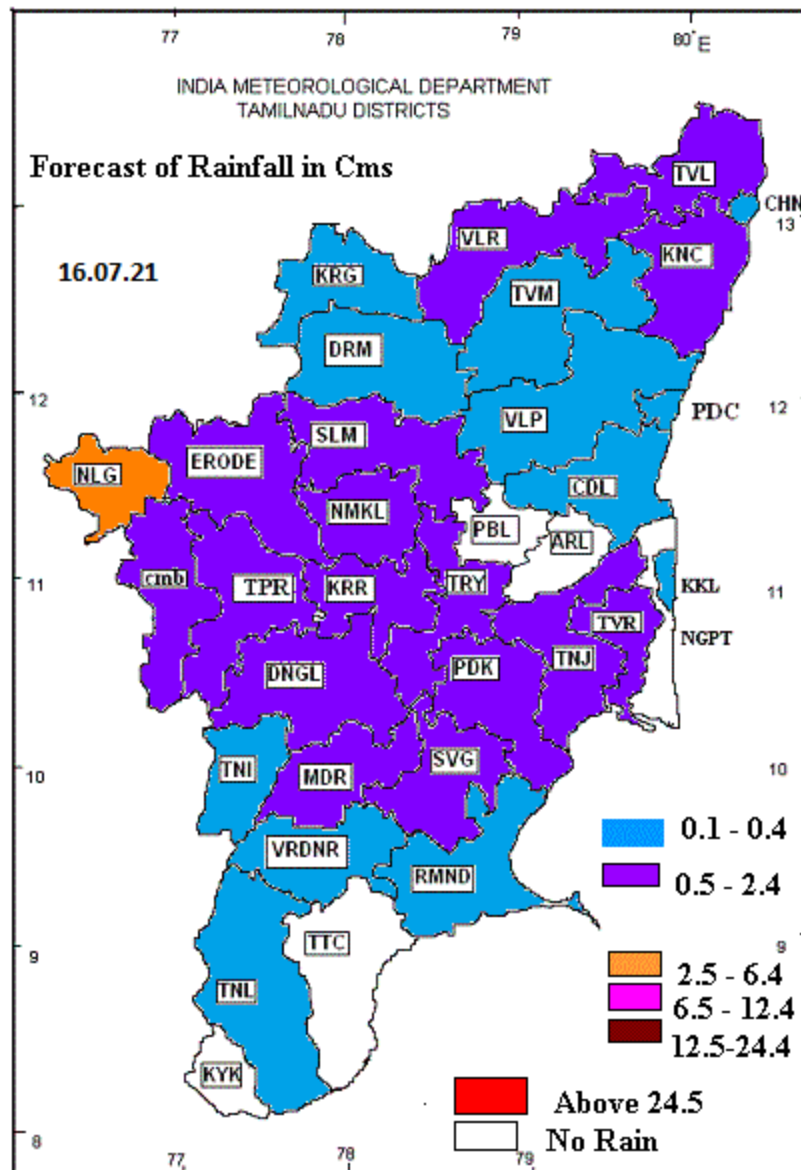 77 78 79 80° E
INDIA METEOROLOGICAL DEPARTMENT
TAMILNADU DISTRICTS
Forecast of Rainfall in Cms
TVL
CHN
13
VLR
KNC
16.07.21
KRG
TVM
DRM
12
12
PDC
VLP
SLM
ERODE
NLG
CDL
NMKL
PBL
ARL
11
cmb
TPR
KRR
TRY
KKL
11
TVR
NGPT
DNGL
PDK
TNJ
10
TNI
MDR
SVG
10
0.1 - 0.4
VRDNR
RMND
0.5 - 2.4
9
TTC
9
2.5 - 6.4
TNL
6.5 - 12.4
12.5-24.4
KYK
Above 24.5
8
No Rain
77 78 79